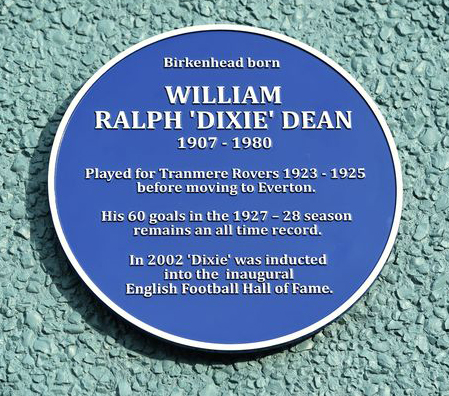 Birkenhead born
WILLIAM
RALPH 'DIXIE' DEAN
1907 - 1980
Played for Tranmere Rovers 1923 - 1925
before moving to Everton.
His 60 goals in the 1927 – 28 season
remains an all time record.
In 2002 'Dixie' was inducted
into the inaugural
English Football Hall of Fame.